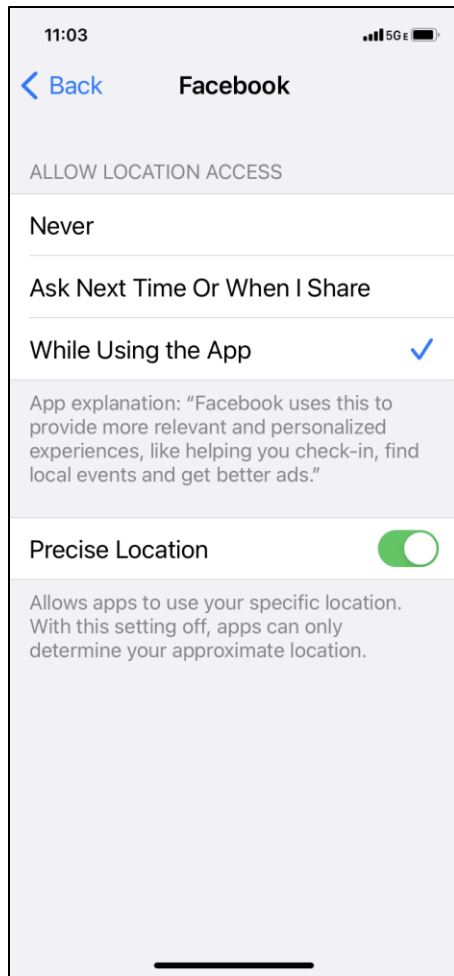 11:03 5G E
Back Facebook
ALLOW LOCATION ACCESS
Never
Ask Next Time Or When I Share
While Using the App
App explanation: “Facebook uses this to
provide more relevant and personalized
experiences, like helping you check-in, find
local events and get better ads.”
Precise Location
Allows apps to use your specific location.
With this setting off, apps can only
determine your approximate location.